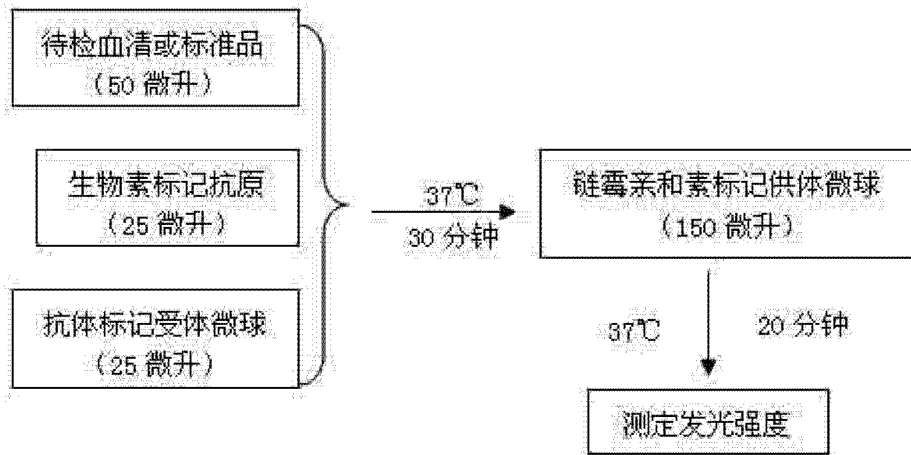 待检血清或标准品
（50 微升）
生物素标记抗原
（25 微升）
抗体标记受体微球
（25 微升）
37℃
30 分钟
链霉亲和素标记供体微球
（150 微升）
37℃
20 分钟
测定发光强度